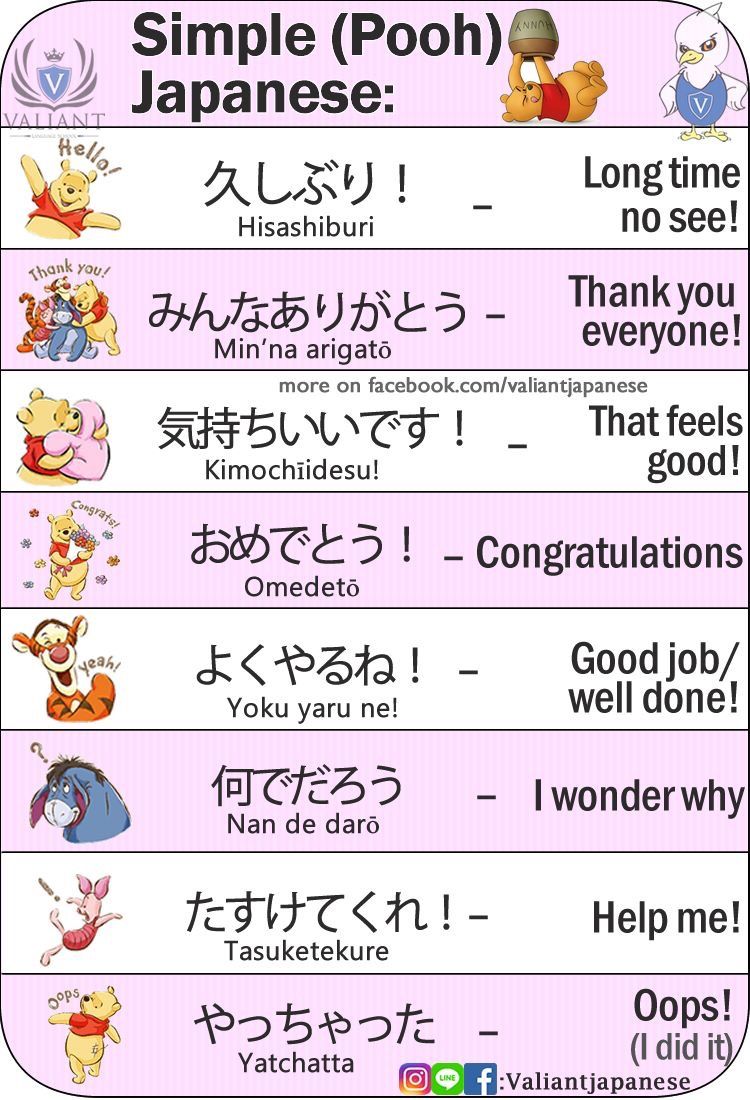 Simple (Pooh)
Japanese:
HUNNY
V
VALIANT
V
Hello!
久しぶり！
Hisashiburi
–
Long time
no see!
Thank you!
みんなありがとう
Min’na arigatō
–
Thank you
everyone!
more on facebook.com/valiantjapanese
気持ちいいです！
Kimochīidesu!
–
That feels
good!
Congrats!
おめでとう！
Omedetō
– Congratulations
Yeah!
よくやるね！
Yoku yaru ne!
–
Good job/
well done!
?
何でだろう
Nan de darō
– I wonder why
!!
たすけてくれ！–
Tasuketekure
Help me!
Oops
やっちゃった
Yatchatta
–
Oops!
(I did it)
LINE
:Valiantjapanese